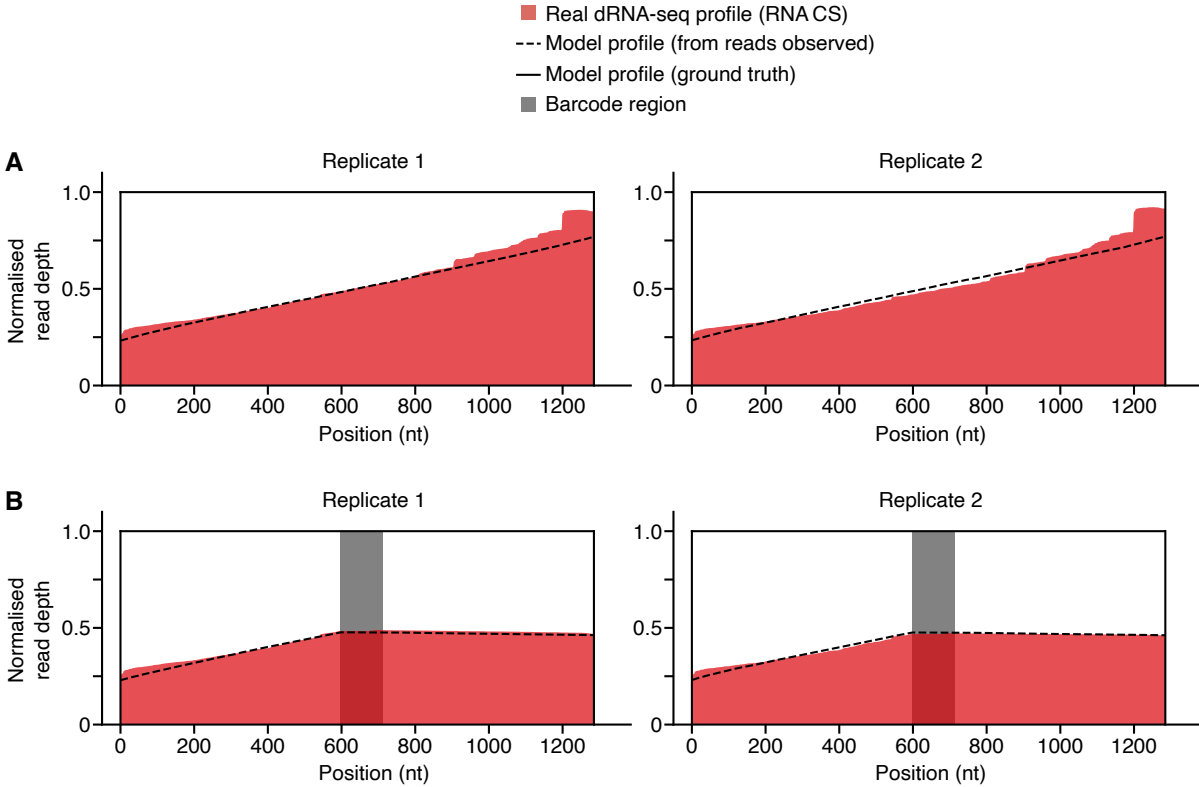 Real dRNA-seq profile (RNA CS)
Model profile (from reads observed)
Model profile (ground truth)
Barcode region
A
Replicate 1
Normalised
read depth
1.0
0.5
0
0 200 400 600 800 1000 1200
Position (nt)
Replicate 2
1.0
0.5
0
0 200 400 600 800 1000 1200
Position (nt)
B
Replicate 1
Normalised
read depth
1.0
0.5
0
0 200 400 600 800 1000 1200
Position (nt)
Replicate 2
1.0
0.5
0
0 200 400 600 800 1000 1200
Position (nt)